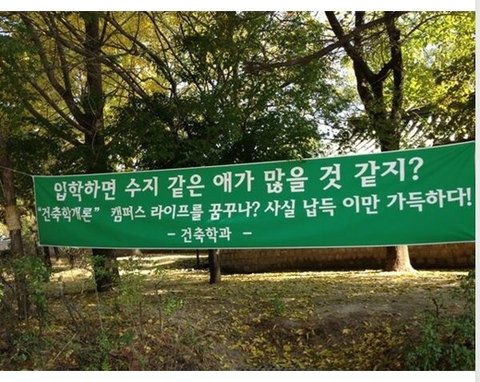 입학하면 수지 같은 애가 많을 것 같지?
"건축학개론" 캠퍼스 라이프를 꿈꾸나? 사실 납득 이만 가득하다!
- 건축학과 -